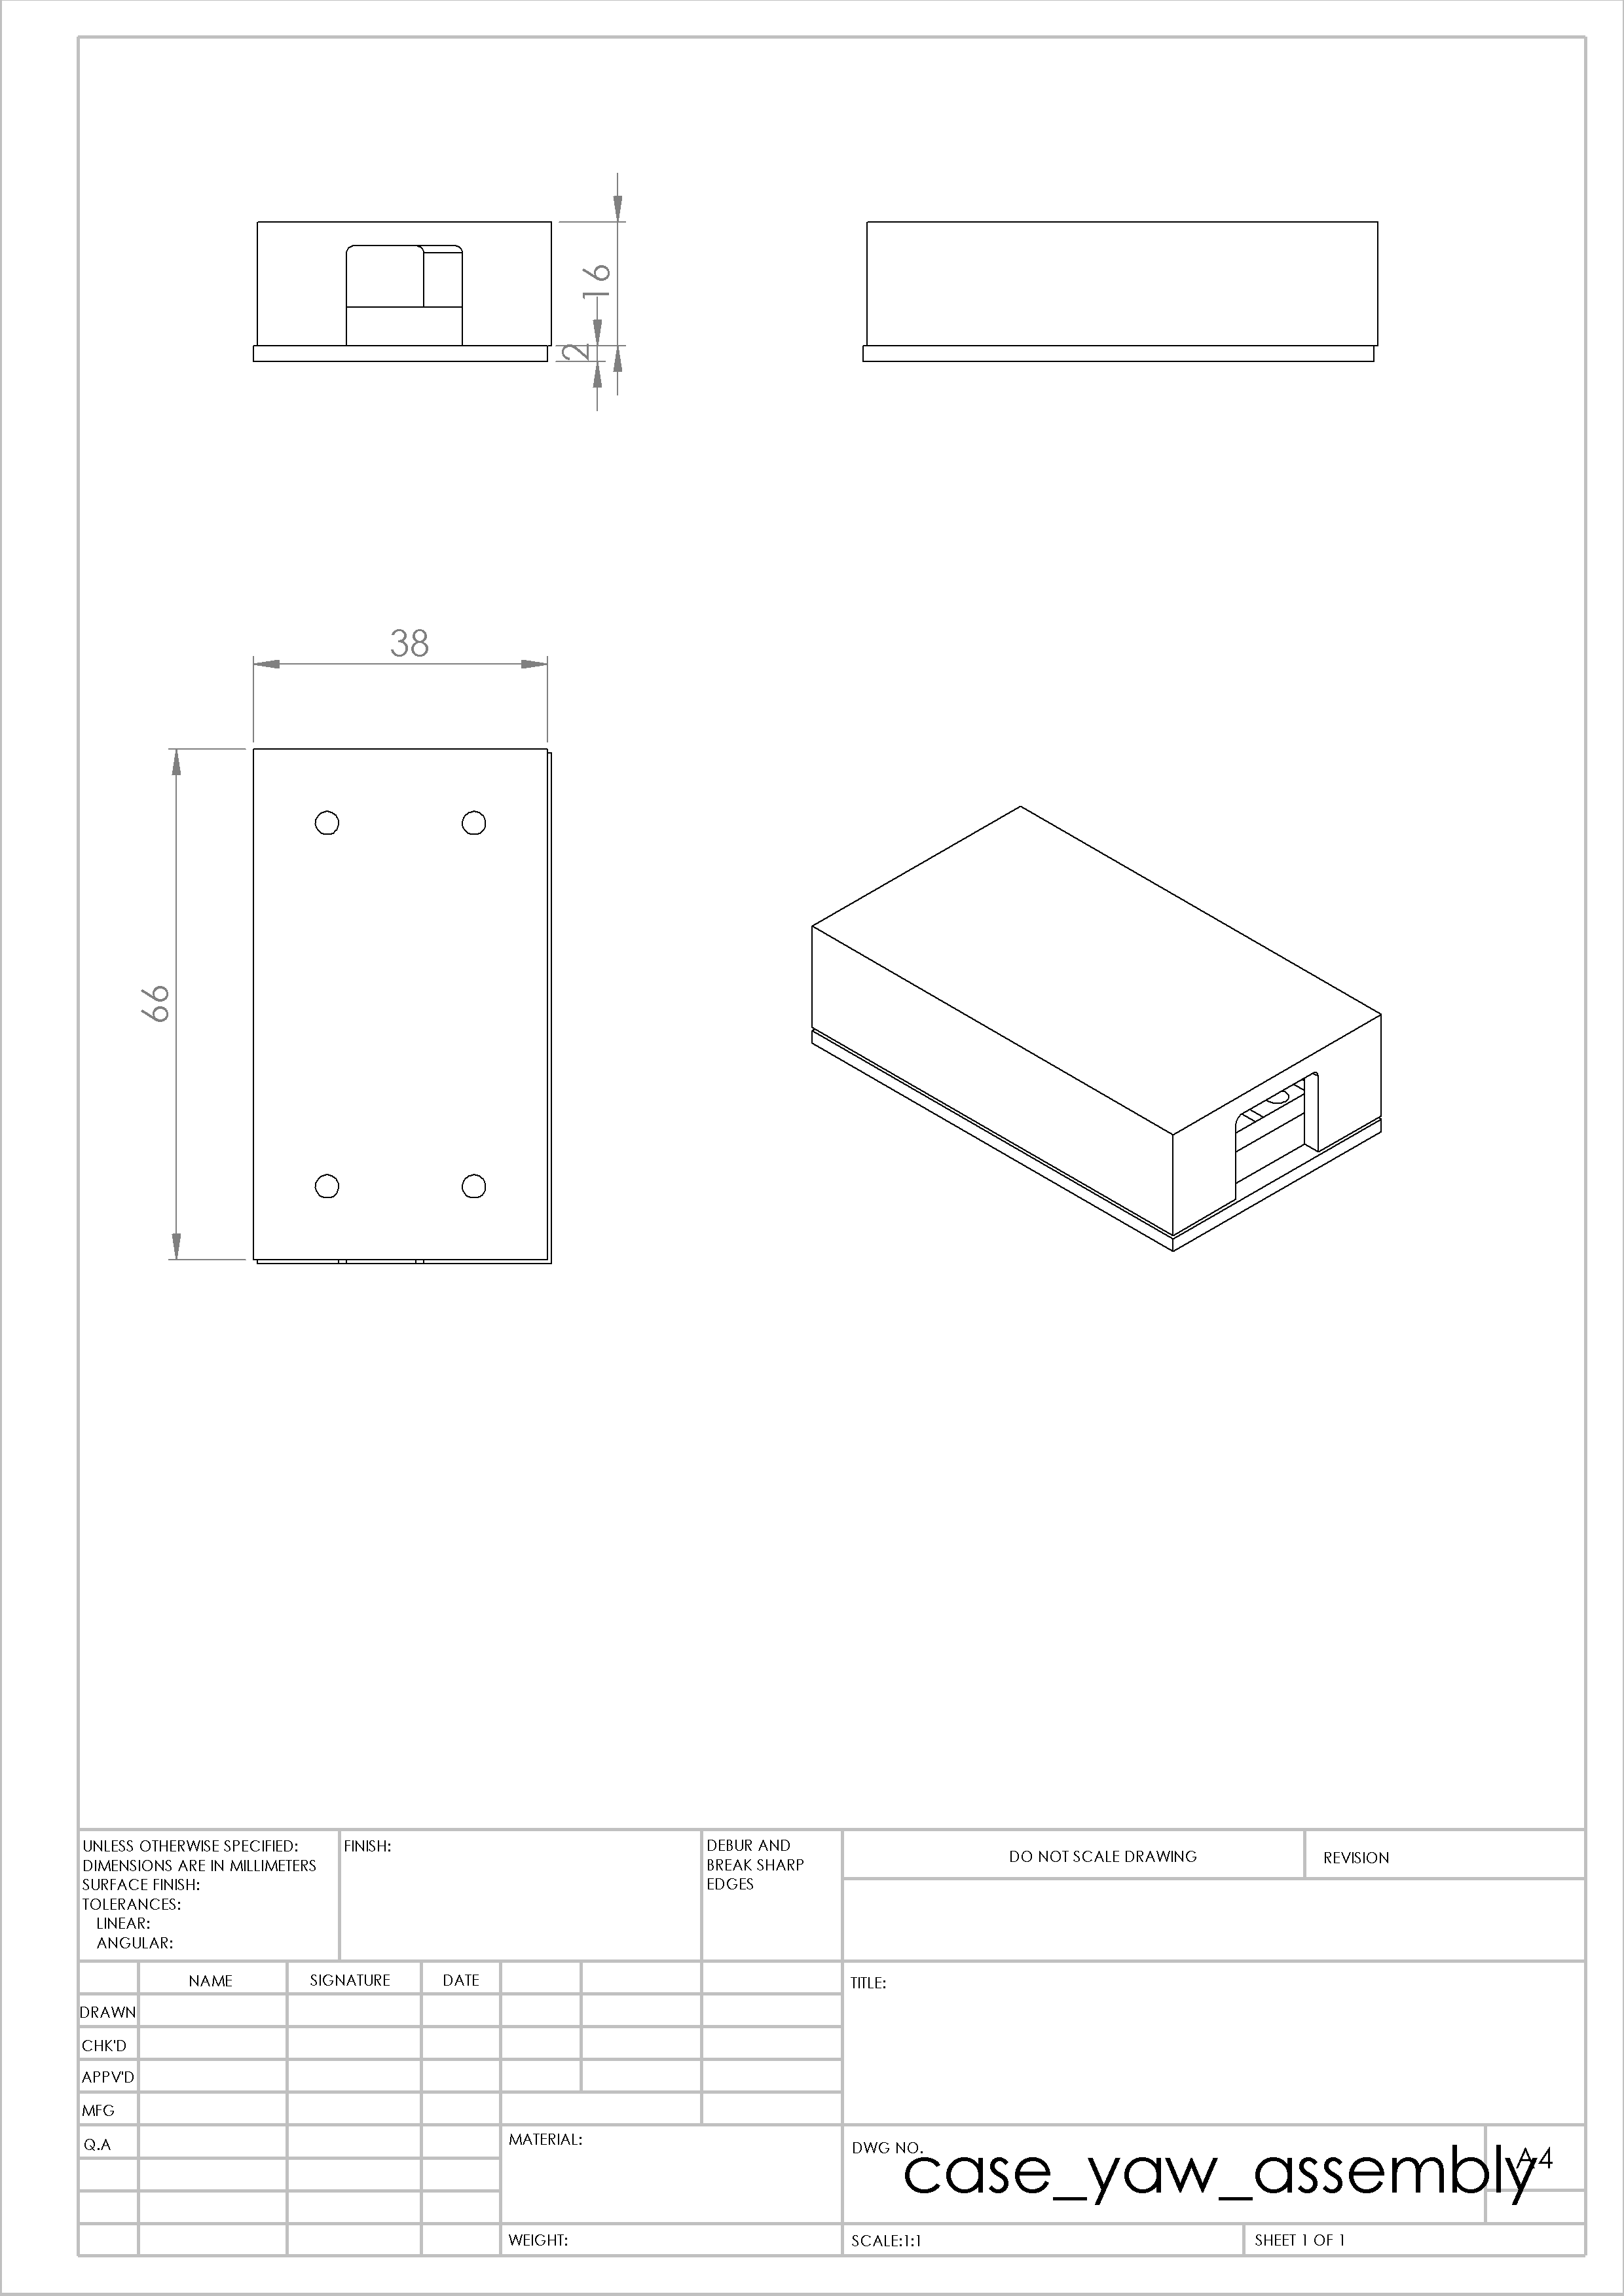 16
2
38
66
UNLESS OTHERWISE SPECIFIED:
DIMENSIONS ARE IN MILLIMETERS
SURFACE FINISH:
TOLERANCES:
LINEAR:
ANGULAR:
FINISH:
DEBUR AND
BREAK SHARP
EDGES
DO NOT SCALE DRAWING
REVISION
NAME
SIGNATURE
DATE
TITLE:
DRAWN
CHK'D
APPV'D
MFG
Q.A
MATERIAL:
DWG NO.
case_yaw_assembly
A4
WEIGHT:
SCALE:1:1
SHEET 1 OF 1